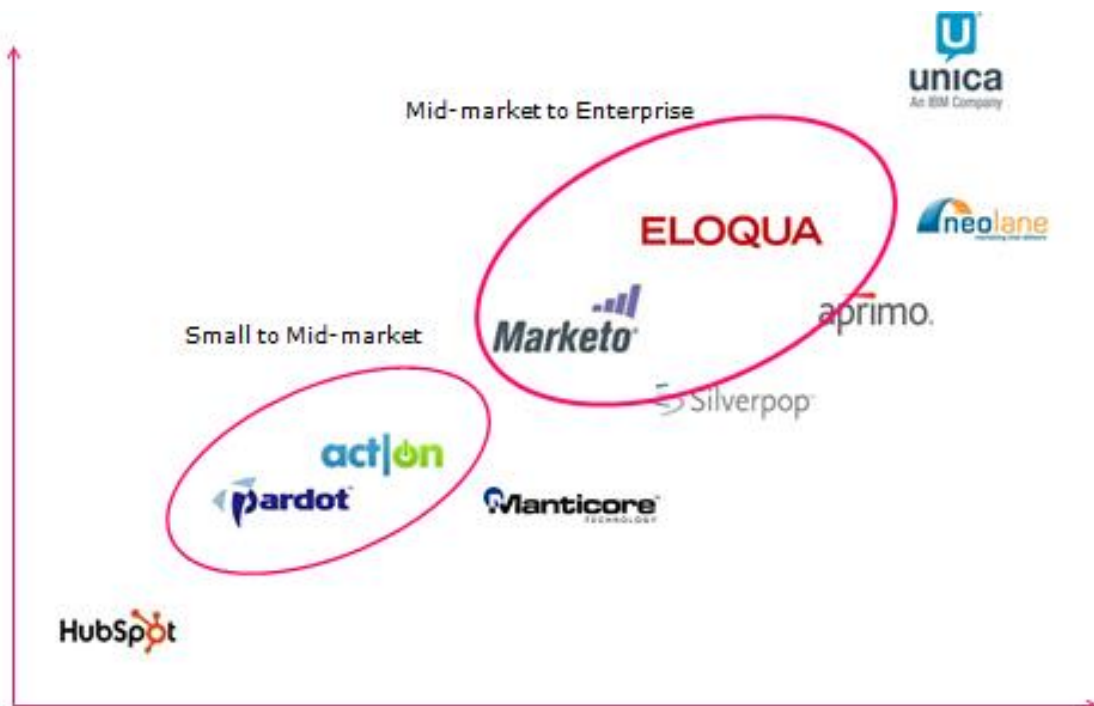 unica
An IBM Company
Mid-market to Enterprise
ELOQUA
neolane
aprimo.
Marketo
Small to Mid-market
Silverpop
act|on
pardot
Manticore
TECHNOLOGY
HubSpot